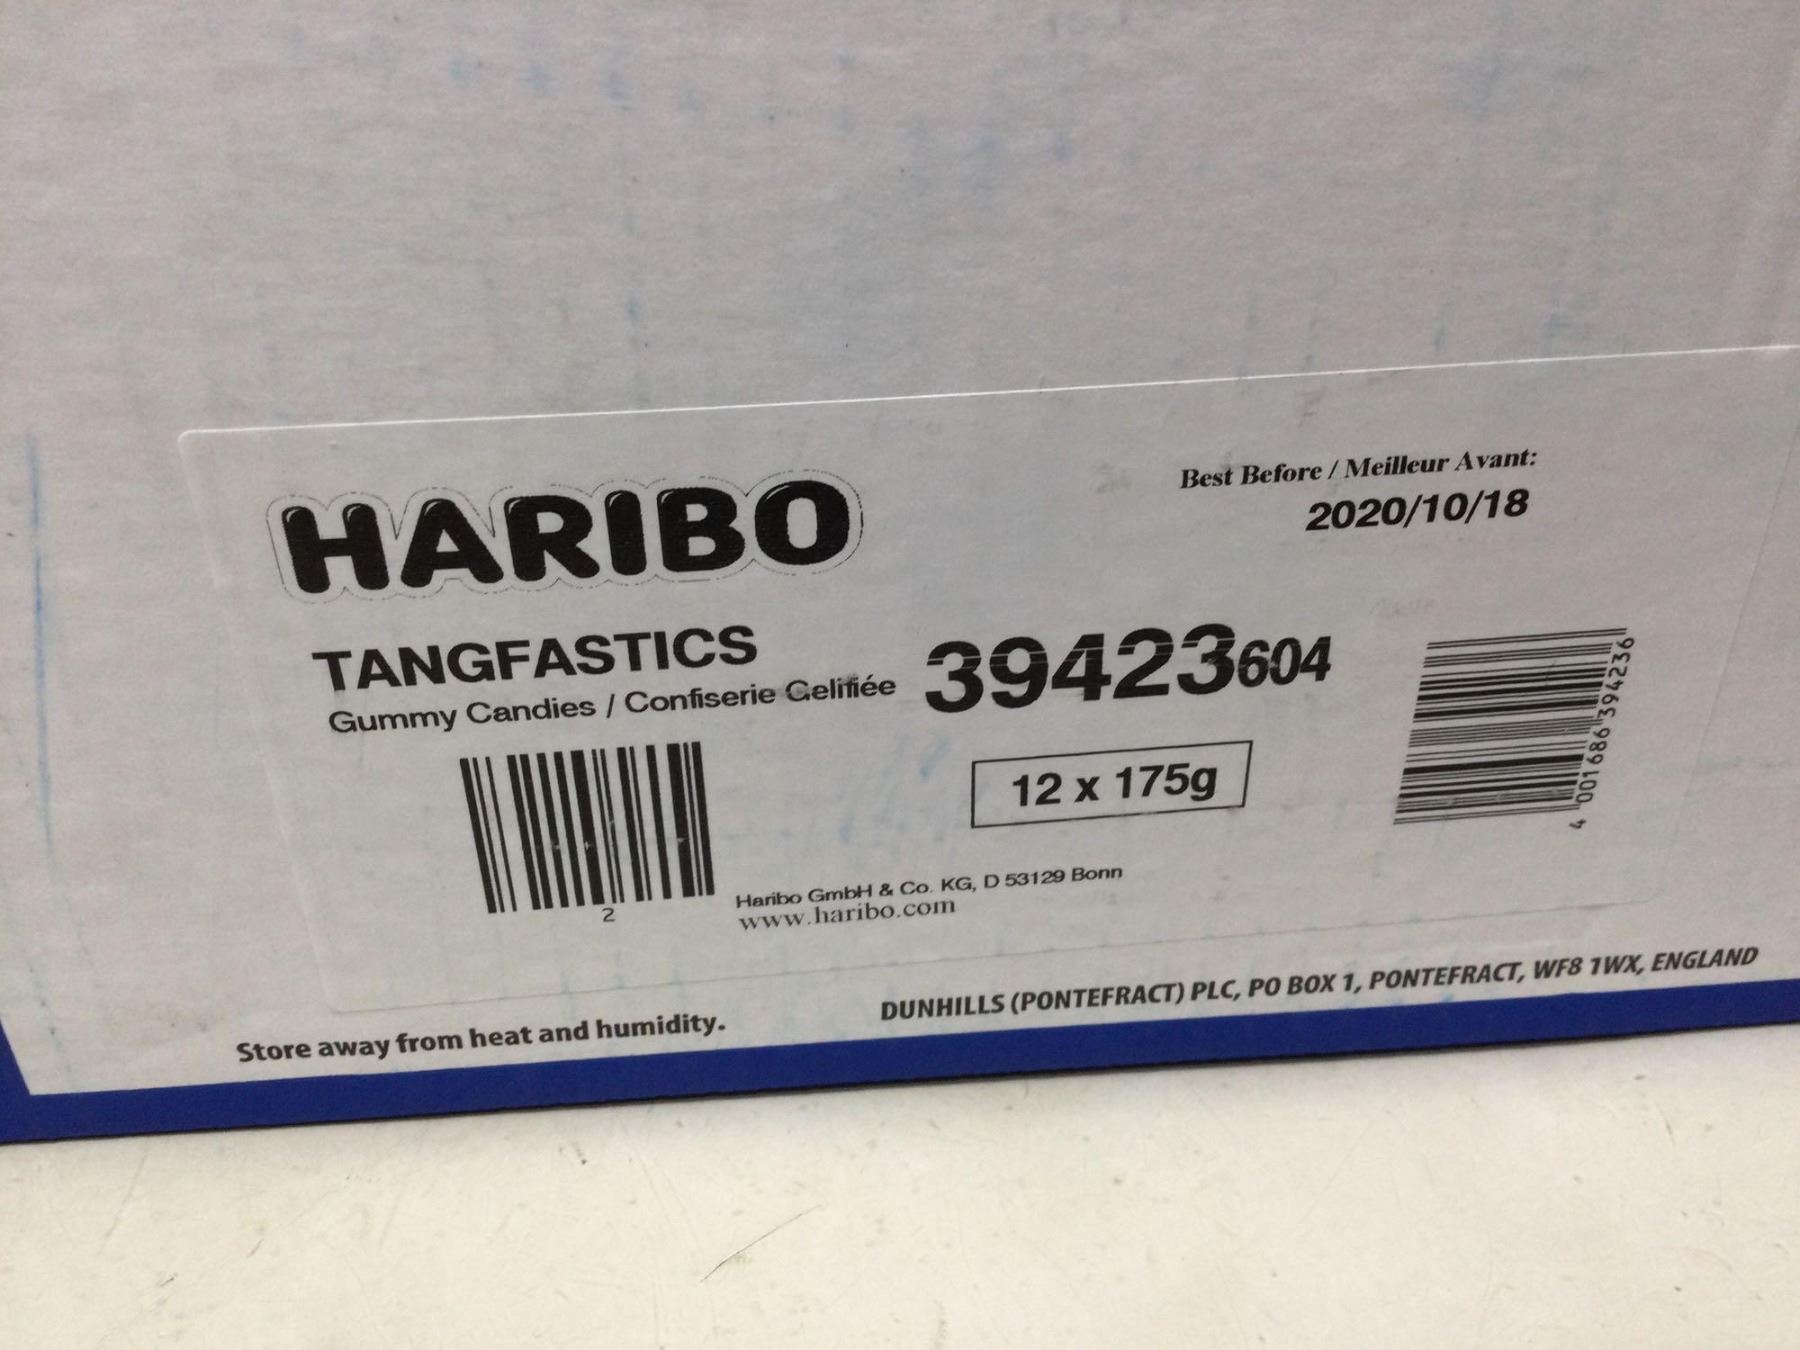 HARIBO
Best Before / Meilleur Avant:
2020/10/18
TANGFASTICS
Gummy Candies / Confiserie Gelifiée
39423604
12 x 175g
4 001686 394236
2
Haribo GmbH & Co. KG, D 53129 Bonn
www.haribo.com
DUNHILLS (PONTEFRACT) PLC, PO BOX 1, PONTEFRACT, WF8 1WX, ENGLAND
Store away from heat and humidity.